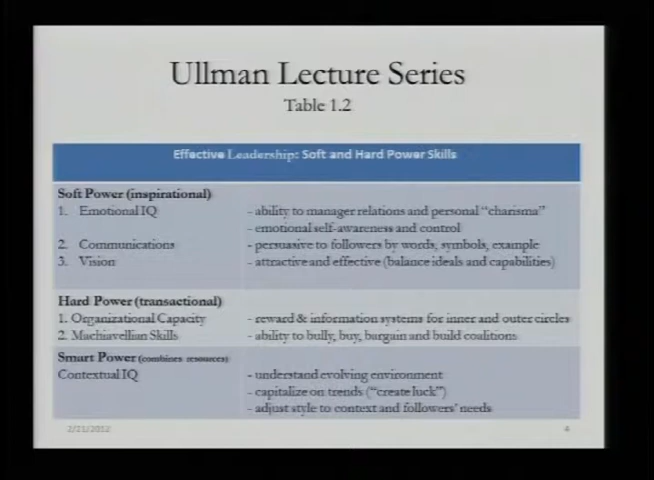 Ullman Lecture Series
Table 1.2
Effective Leadership: Soft and Hard Power Skills
Soft Power (inspirational)
1. Emotional IQ - ability to manager relations and personal “charisma”
- emotional self-awareness and control
2. Communications - persuasive to followers by words, symbols, example
3. Vision - attractive and effective (balance ideals and capabilities)
Hard Power (transactional)
1. Organizational Capacity - reward & information systems for inner and outer circles
2. Machiavellian Skills - ability to bully, buy, bargain and build coalitions
Smart Power (combines resources)
Contextual IQ - understand evolving environment
- capitalize on trends (“create luck”)
- adjust style to context and followers’ needs
2/21/2012 4